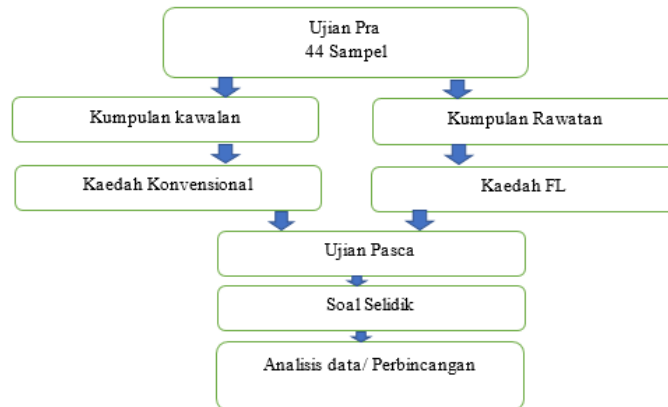 Ujian Pra
44 Sampel
Kumpulan kawalan
Kumpulan Rawatan
Kaedah Konvensional
Kaedah FL
Ujian Pasca
Soal Selidik
Analisis data/ Perbincangan